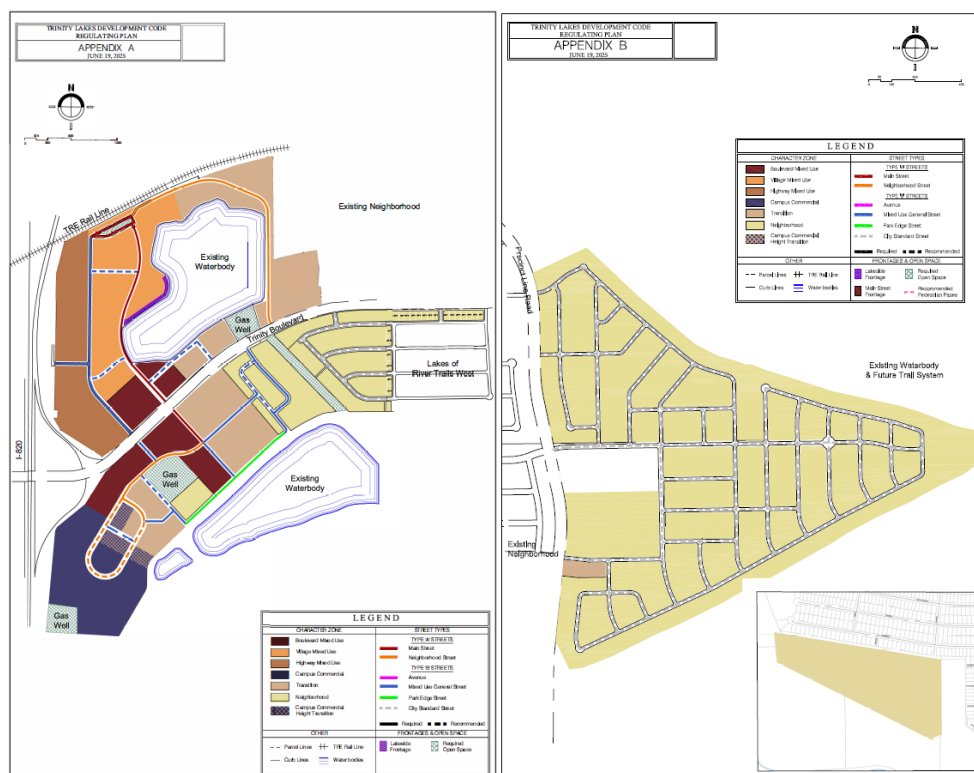 TRINITY LAKES DEVELOPMENT CODE
REGULATING PLAN
APPENDIX A
JUNE 19, 2025
N
TRE Rail Line
Existing Neighborhood
Existing
Waterbody
Gas
Well
Trinity Boulevard
Lakes of
River Trails West
I-820
Gas
Well
Existing
Waterbody
Gas
Well
LEGEND
CHARACTER ZONE
Boulevard Mixed Use
Village Mixed Use
Highway Mixed Use
Campus Commercial
Transition
Neighborhood
Campus Commercial
Height Transition
STREET TYPES
TYPE 'A' STREETS
Main Street
Neighborhood Street
TYPE 'B' STREETS
Avenue
Mixed Use General Street
Park Edge Street
City Standard Street
Required
Recommended
OTHER
Parcel Lines
TRE Rail Line
Curb Lines
Water bodies
FRONTAGES & OPEN SPACE
Lakeside
Frontage
Required
Open Space
TRINITY LAKES DEVELOPMENT CODE
REGULATING PLAN
APPENDIX B
JUNE 19, 2025
N
LEGEND
CHARACTER ZONE
Boulevard Mixed Use
Village Mixed Use
Highway Mixed Use
Campus Commercial
Transition
Neighborhood
Campus Commercial
Height Transition
STREET TYPES
TYPE 'A' STREETS
Main Street
Neighborhood Street
TYPE 'B' STREETS
Avenue
Mixed Use General Street
Park Edge Street
City Standard Street
Required
Recommended
OTHER
Parcel Lines
TRE Rail Line
Curb Lines
Water bodies
FRONTAGES & OPEN SPACE
Lakeside
Frontage
Required
Open Space
Main Street
Frontage
Recommended
Precinct Line Road
Existing Waterbody
& Future Trail System
Existing
Neighborhood